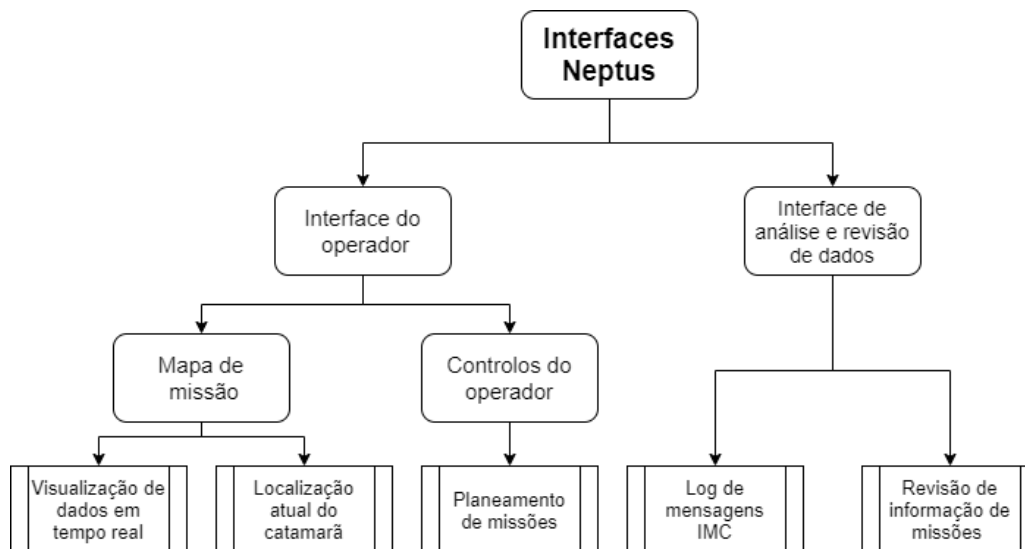 Interfaces
Neptus
Interface do
operador
Interface de
análise e revisão
de dados
Mapa de
missão
Controlos do
operador
Visualização de
dados em
tempo real
Localização
atual do
catamarã
Planeamento
de missões
Log de
mensagens
IMC
Revisão de
informação de
missões